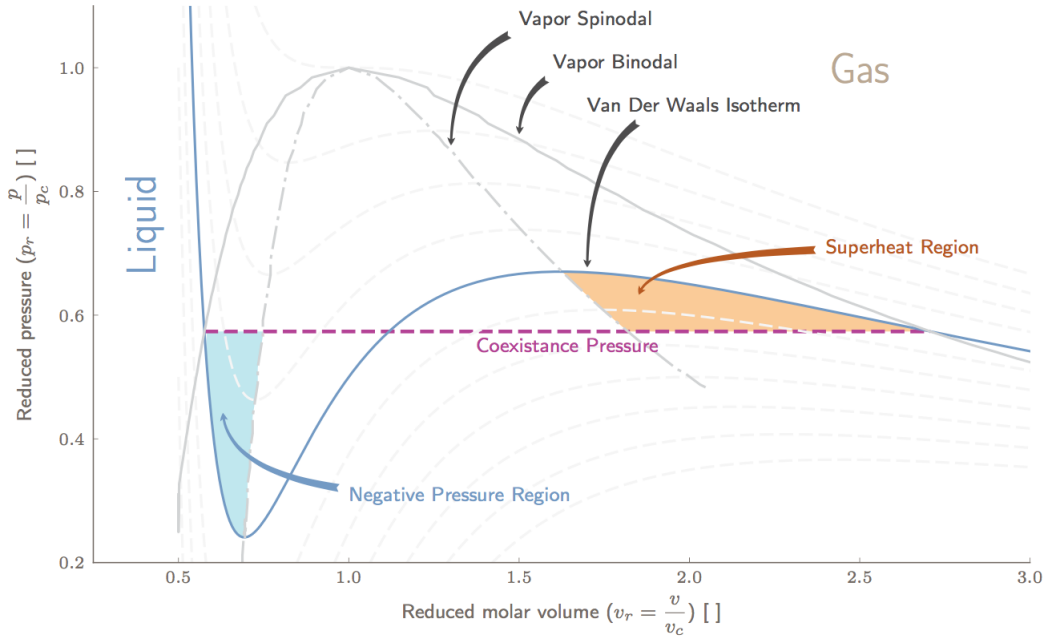 Vapor Spinodal
Vapor Binodal
Van Der Waals Isotherm
Gas
Liquid
Superheat Region
Coexistance Pressure
Negative Pressure Region
Reduced pressure (p_r = p/p_c) [ ]
1.0
0.8
0.6
0.4
0.2
0.5
1.0
1.5
2.0
2.5
3.0
Reduced molar volume (v_r = v/v_c) [ ]